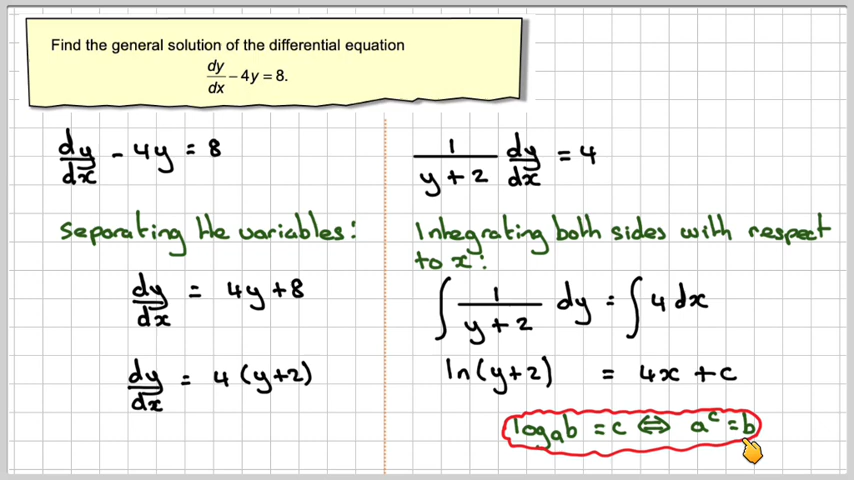 Find the general solution of the differential equation
dy/dx − 4y = 8.
dy/dx - 4y = 8
Separating the variables:
dy/dx = 4y + 8
dy/dx = 4 (y+2)
1/(y+2) dy/dx = 4
Integrating both sides with respect
to x:
∫ 1/(y+2) dy = ∫ 4 dx
ln(y+2) = 4x + c
logₐb = c ⇔ aᶜ = b